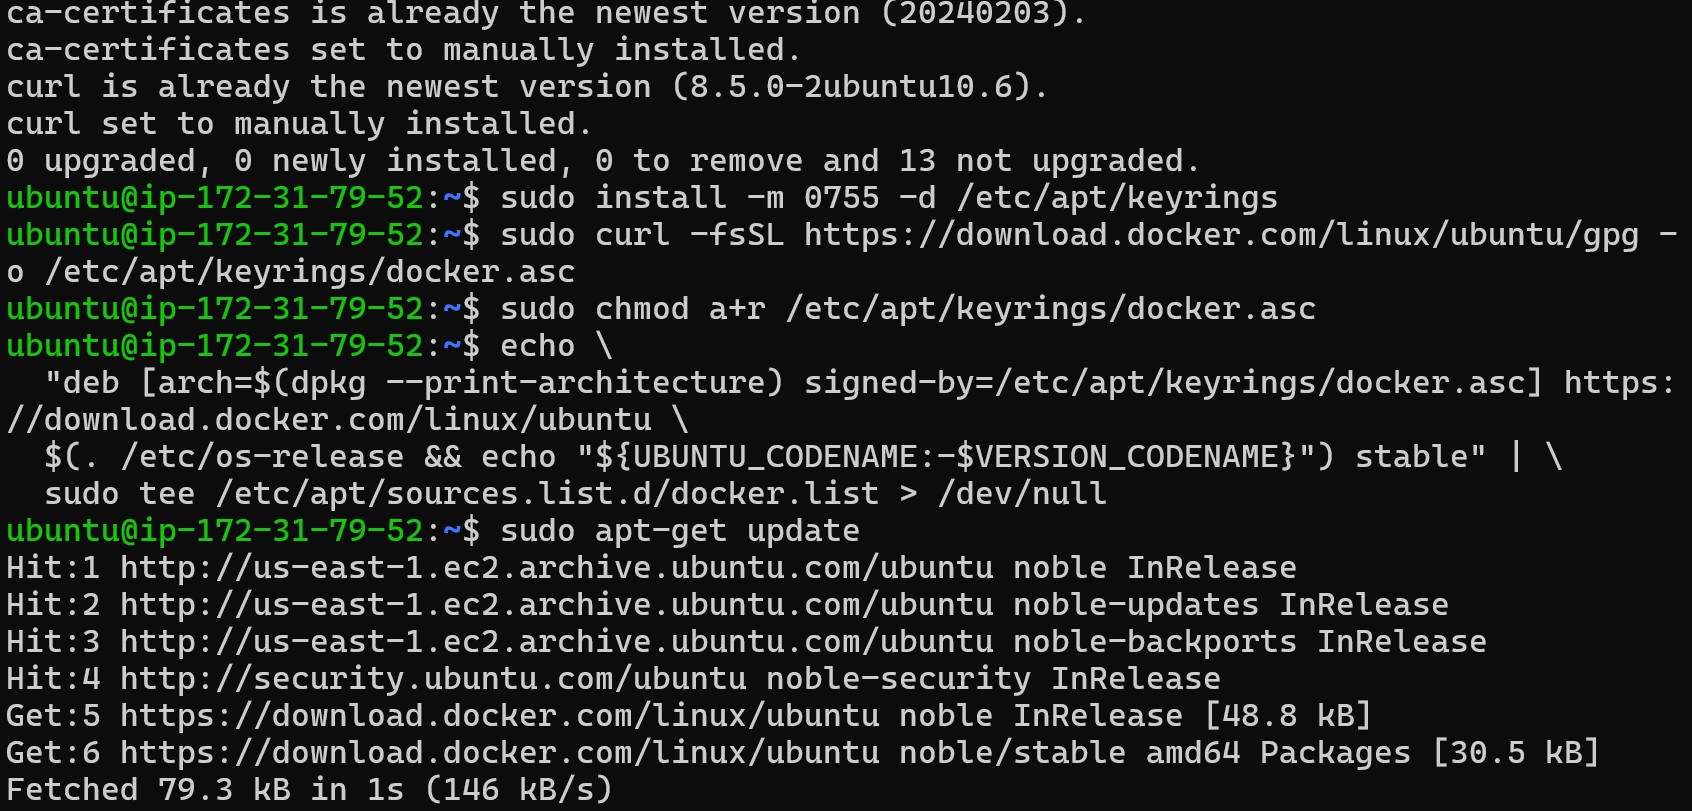 ca-certificates is already the newest version (20240203).
ca-certificates set to manually installed.
curl is already the newest version (8.5.0-2ubuntu10.6).
curl set to manually installed.
0 upgraded, 0 newly installed, 0 to remove and 13 not upgraded.
ubuntu@ip-172-31-79-52:~$ sudo install -m 0755 -d /etc/apt/keyrings
ubuntu@ip-172-31-79-52:~$ sudo curl -fsSL https://download.docker.com/linux/ubuntu/gpg -
o /etc/apt/keyrings/docker.asc
ubuntu@ip-172-31-79-52:~$ sudo chmod a+r /etc/apt/keyrings/docker.asc
ubuntu@ip-172-31-79-52:~$ echo \
  "deb [arch=$(dpkg --print-architecture) signed-by=/etc/apt/keyrings/docker.asc] https:
//download.docker.com/linux/ubuntu \
  $(. /etc/os-release && echo "${UBUNTU_CODENAME:-$VERSION_CODENAME}") stable" | \
  sudo tee /etc/apt/sources.list.d/docker.list > /dev/null
ubuntu@ip-172-31-79-52:~$ sudo apt-get update
Hit:1 http://us-east-1.ec2.archive.ubuntu.com/ubuntu noble InRelease
Hit:2 http://us-east-1.ec2.archive.ubuntu.com/ubuntu noble-updates InRelease
Hit:3 http://us-east-1.ec2.archive.ubuntu.com/ubuntu noble-backports InRelease
Hit:4 http://security.ubuntu.com/ubuntu noble-security InRelease
Get:5 https://download.docker.com/linux/ubuntu noble InRelease [48.8 kB]
Get:6 https://download.docker.com/linux/ubuntu noble/stable amd64 Packages [30.5 kB]
Fetched 79.3 kB in 1s (146 kB/s)